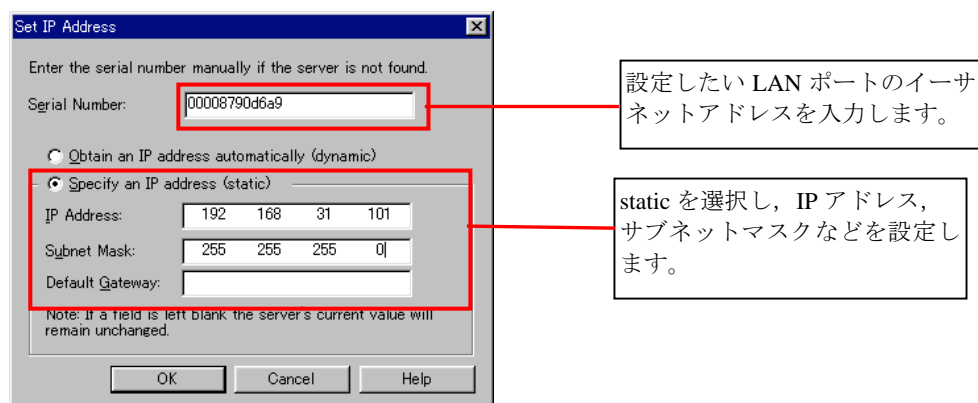 Set IP Address
Enter the serial number manually if the server is not found.
Serial Number: 00008790d6a9
設定したい LAN ポートのイーサ
ネットアドレスを入力します。
Obtain an IP address automatically (dynamic)
Specify an IP address (static)
IP Address: 192 168 31 101
Subnet Mask: 255 255 255 0
Default Gateway:
static を選択し，IP アドレス，
サブネットマスクなどを設定し
ます。
Note: If a field is left blank the server's current value will
remain unchanged.
OK Cancel Help